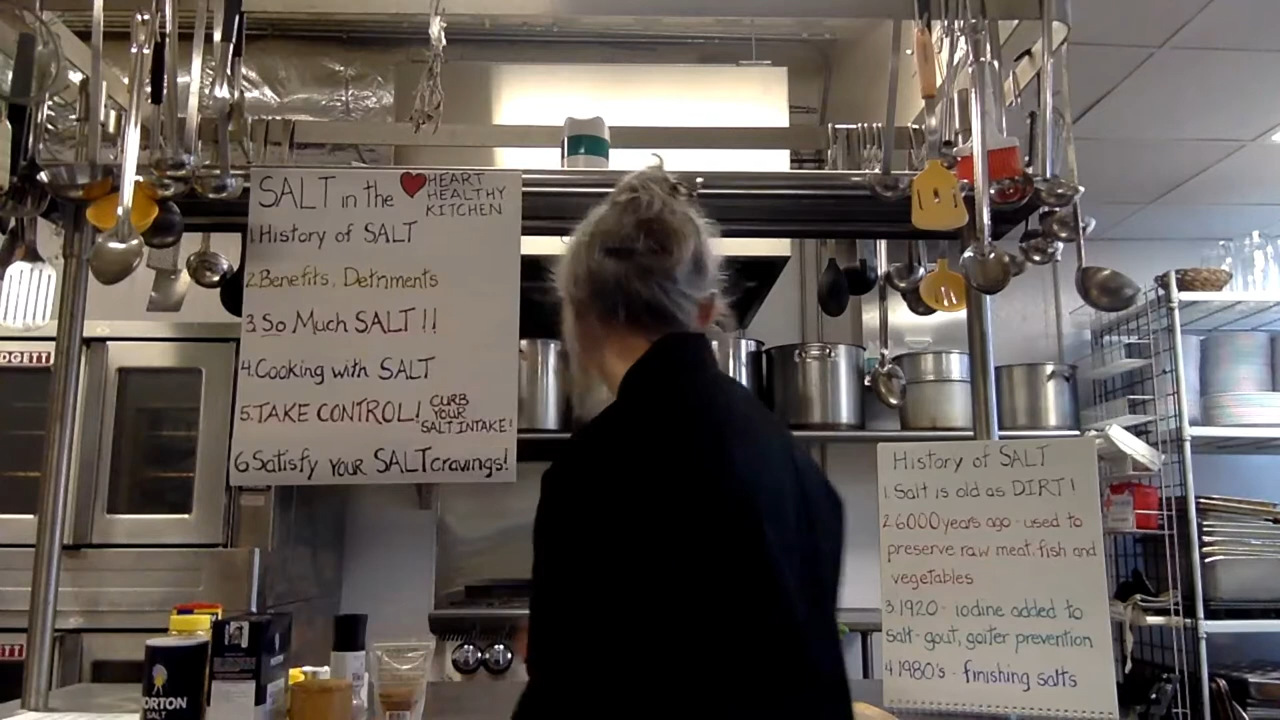 SALT in the HEART
HEALTHY
KITCHEN
1 History of SALT
2. Benefits, Detriments
3. So Much SALT !!
4. Cooking with SALT
5. TAKE CONTROL! CURB
YOUR
SALT INTAKE!
6 Satisfy YOUR SALT cravings!
History of SALT
1. Salt is old as DIRT!
2. 6000 years ago - used to
preserve raw meat, fish and
vegetables
3. 1920 - iodine added to
salt - gout, goiter prevention
4 1980's - finishing salts
DGETT
ETT
ORTON
SALT